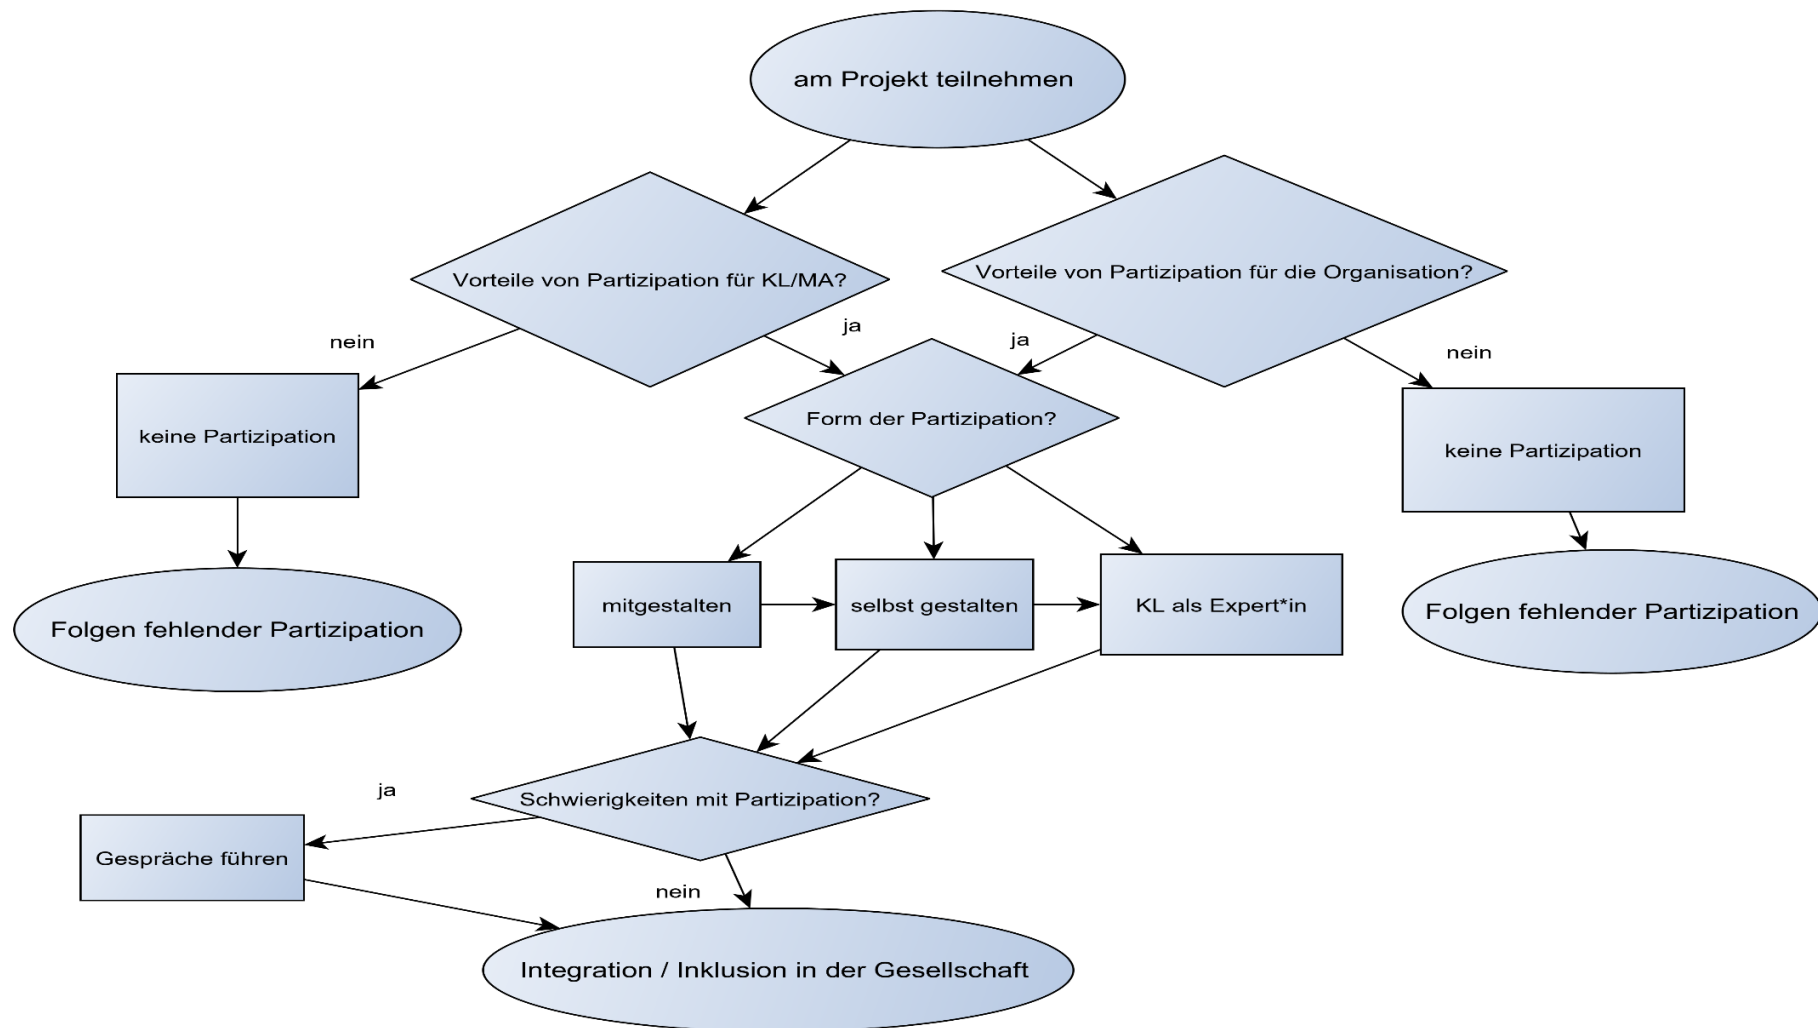 am Projekt teilnehmen
Vorteile von Partizipation für KL/MA?
Vorteile von Partizipation für die Organisation?
nein
ja
ja
nein
keine Partizipation
Form der Partizipation?
keine Partizipation
Folgen fehlender Partizipation
mitgestalten
selbst gestalten
KL als Expert*in
Folgen fehlender Partizipation
ja
Schwierigkeiten mit Partizipation?
Gespräche führen
nein
Integration / Inklusion in der Gesellschaft